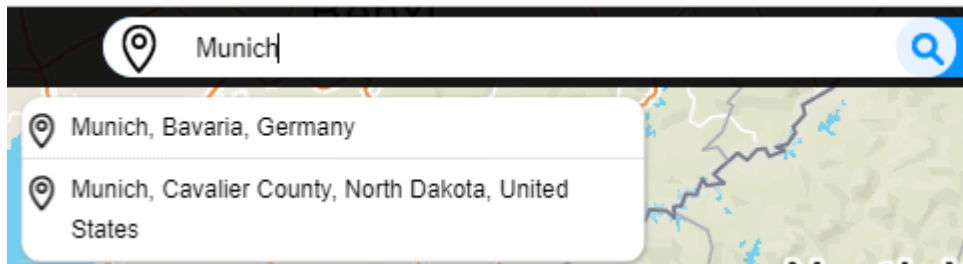 Munich
Munich, Bavaria, Germany
Munich, Cavalier County, North Dakota, United
States